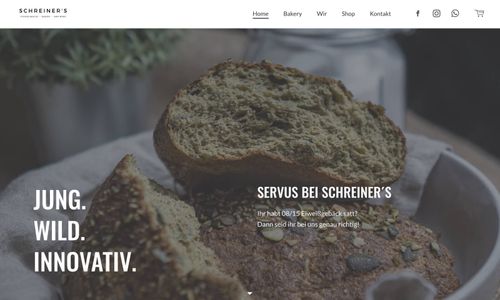 SCHREINER'S
Home Bakery Wir Shop Kontakt
JUNG.
WILD.
INNOVATIV.
SERVUS BEI SCHREINER´S
Ihr habt 08/15 Eiweißgebäck satt?
Dann seid ihr bei uns genau richtig!